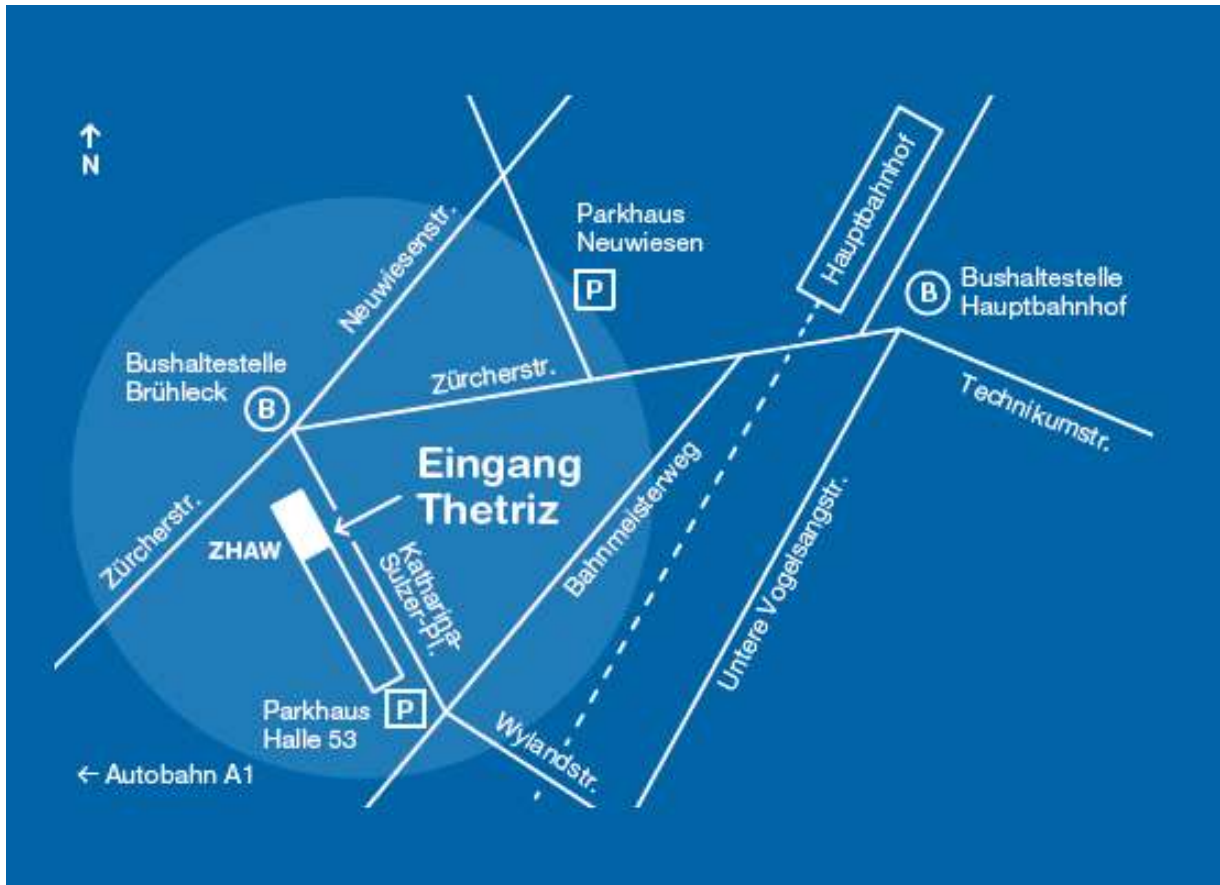 N
Hauptbahnhof
Parkhaus
Neuwiesen
P
Neuwiesenstr.
B
Bushaltestelle
Hauptbahnhof
Bushaltestelle
Brühleck
B
Zürcherstr.
Technikumstr.
Eingang
Thetriz
Zürcherstr.
ZHAW
Katharina-
Sulzer-Pl.
Bahnmeisterweg
Untere Vogelsangstr.
Parkhaus
Halle 53
P
Wylandstr.
← Autobahn A1